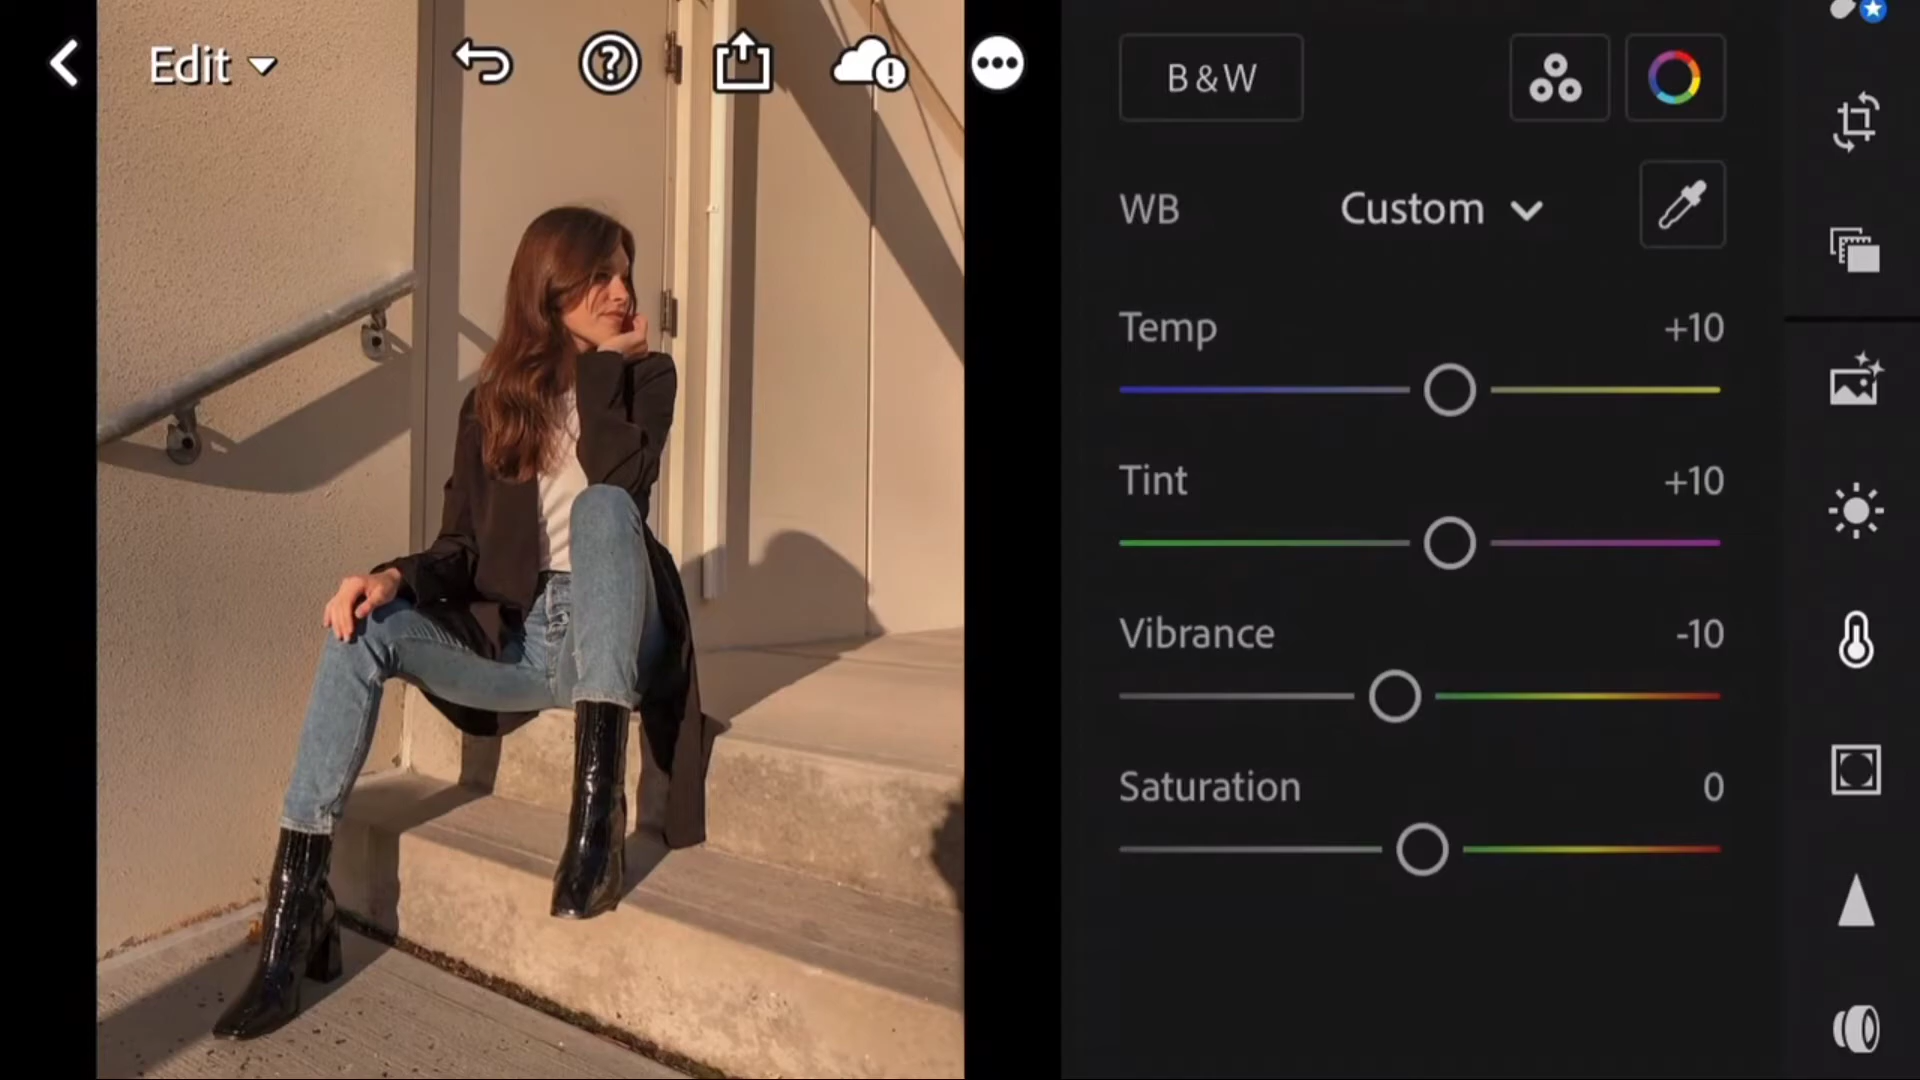 Edit
B&W
WB Custom
Temp +10
Tint +10
Vibrance -10
Saturation 0